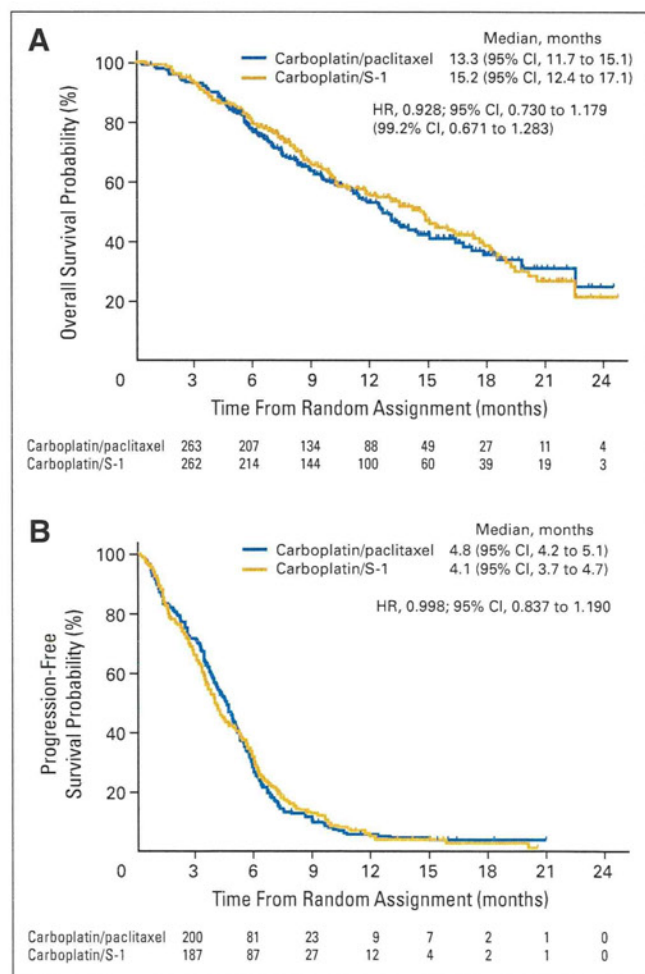 A
Median, months
Carboplatin/paclitaxel 13.3 (95% CI, 11.7 to 15.1)
Carboplatin/S-1 15.2 (95% CI, 12.4 to 17.1)
HR, 0.928; 95% CI, 0.730 to 1.179
(99.2% CI, 0.671 to 1.283)
Overall Survival Probability (%)
100
80
60
40
20
0 3 6 9 12 15 18 21 24
Time From Random Assignment (months)
Carboplatin/paclitaxel 263 207 134 88 49 27 11 4
Carboplatin/S-1 262 214 144 100 60 39 19 3
B
Median, months
Carboplatin/paclitaxel 4.8 (95% CI, 4.2 to 5.1)
Carboplatin/S-1 4.1 (95% CI, 3.7 to 4.7)
HR, 0.998; 95% CI, 0.837 to 1.190
Progression-Free
Survival Probability (%)
100
80
60
40
20
0 3 6 9 12 15 18 21 24
Time From Random Assignment (months)
Carboplatin/paclitaxel 200 81 23 9 7 2 1 0
Carboplatin/S-1 187 87 27 12 4 2 1 0